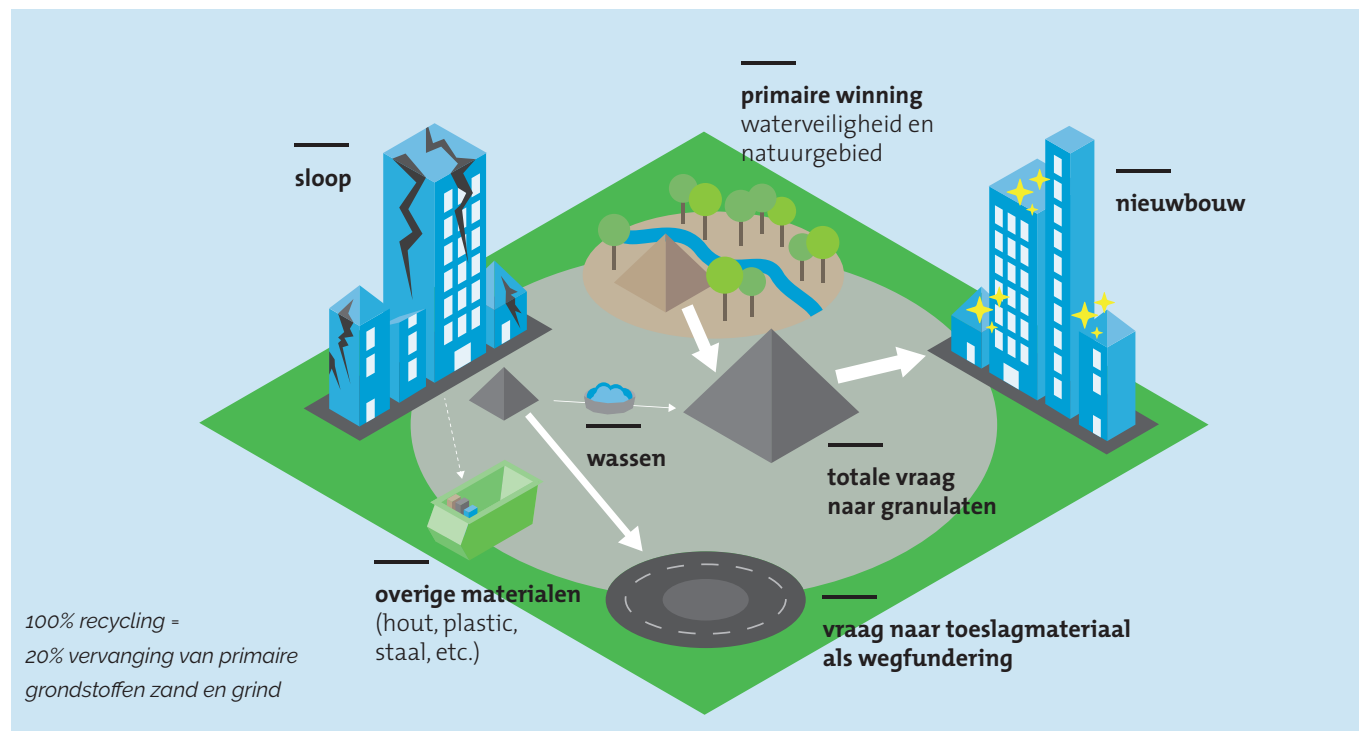 primaire winning
waterveiligheid en
natuurgebied
sloop
nieuwbouw
wassen
totale vraag
naar granulaten
overige materialen
(hout, plastic,
staal, etc.)
vraag naar toeslagmateriaal
als wegfundering
100% recycling =
20% vervanging van primaire
grondstoffen zand en grind